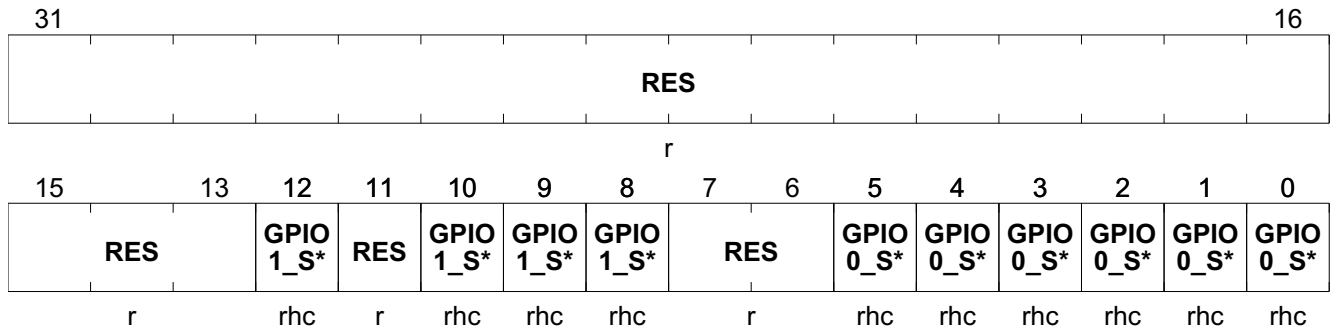 31 16
RES
r
15 13 12 11 10 9 8 7 6 5 4 3 2 1 0
RES GPIO 1_S* RES GPIO 1_S* GPIO 1_S* GPIO 1_S* RES GPIO 0_S* GPIO 0_S* GPIO 0_S* GPIO 0_S* GPIO 0_S* GPIO 0_S*
r rhc r rhc rhc rhc r rhc rhc rhc rhc rhc rhc